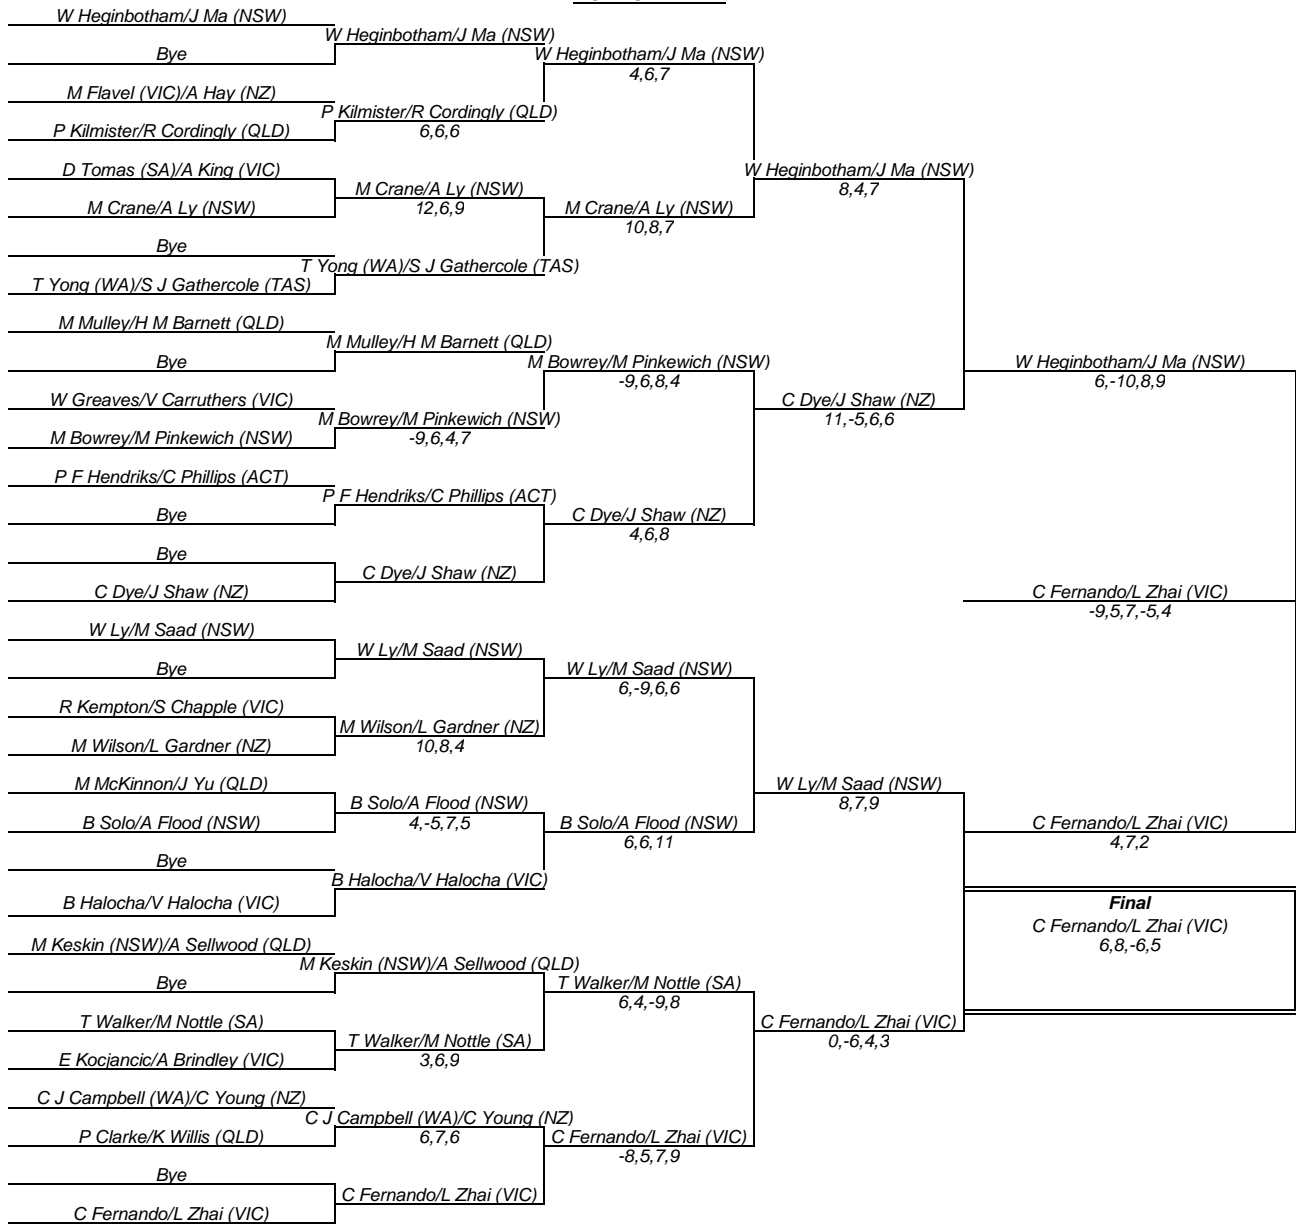 W Heginbotham/J Ma (NSW)
Bye
M Flavel (VIC)/A Hay (NZ)
P Kilmister/R Cordingly (QLD)
D Tomas (SA)/A King (VIC)
M Crane/A Ly (NSW)
Bye
T Yong (WA)/S J Gathercole (TAS)
M Mulley/H M Barnett (QLD)
Bye
W Greaves/V Carruthers (VIC)
M Bowrey/M Pinkewich (NSW)
P F Hendriks/C Phillips (ACT)
Bye
Bye
C Dye/J Shaw (NZ)
W Ly/M Saad (NSW)
Bye
R Kempton/S Chapple (VIC)
M Wilson/L Gardner (NZ)
M McKinnon/J Yu (QLD)
B Solo/A Flood (NSW)
Bye
B Halocha/V Halocha (VIC)
M Keskin (NSW)/A Sellwood (QLD)
Bye
T Walker/M Nottle (SA)
E Kocjancic/A Brindley (VIC)
C J Campbell (WA)/C Young (NZ)
P Clarke/K Willis (QLD)
Bye
C Fernando/L Zhai (VIC)
W Heginbotham/J Ma (NSW)
P Kilmister/R Cordingly (QLD)
6,6,6
M Crane/A Ly (NSW)
12,6,9
T Yong (WA)/S J Gathercole (TAS)
M Mulley/H M Barnett (QLD)
M Bowrey/M Pinkewich (NSW)
-9,6,4,7
P F Hendriks/C Phillips (ACT)
C Dye/J Shaw (NZ)
W Ly/M Saad (NSW)
M Wilson/L Gardner (NZ)
10,8,4
B Solo/A Flood (NSW)
4,-5,7,5
B Halocha/V Halocha (VIC)
M Keskin (NSW)/A Sellwood (QLD)
T Walker/M Nottle (SA)
3,6,9
C J Campbell (WA)/C Young (NZ)
6,7,6
C Fernando/L Zhai (VIC)
W Heginbotham/J Ma (NSW)
4,6,7
M Crane/A Ly (NSW)
10,8,7
M Bowrey/M Pinkewich (NSW)
-9,6,8,4
C Dye/J Shaw (NZ)
4,6,8
W Ly/M Saad (NSW)
6,-9,6,6
B Solo/A Flood (NSW)
6,6,11
T Walker/M Nottle (SA)
6,4,-9,8
C Fernando/L Zhai (VIC)
-8,5,7,9
W Heginbotham/J Ma (NSW)
8,4,7
C Dye/J Shaw (NZ)
11,-5,6,6
W Ly/M Saad (NSW)
8,7,9
C Fernando/L Zhai (VIC)
0,-6,4,3
W Heginbotham/J Ma (NSW)
6,-10,8,9
C Fernando/L Zhai (VIC)
-9,5,7,-5,4
C Fernando/L Zhai (VIC)
4,7,2
Final
C Fernando/L Zhai (VIC)
6,8,-6,5